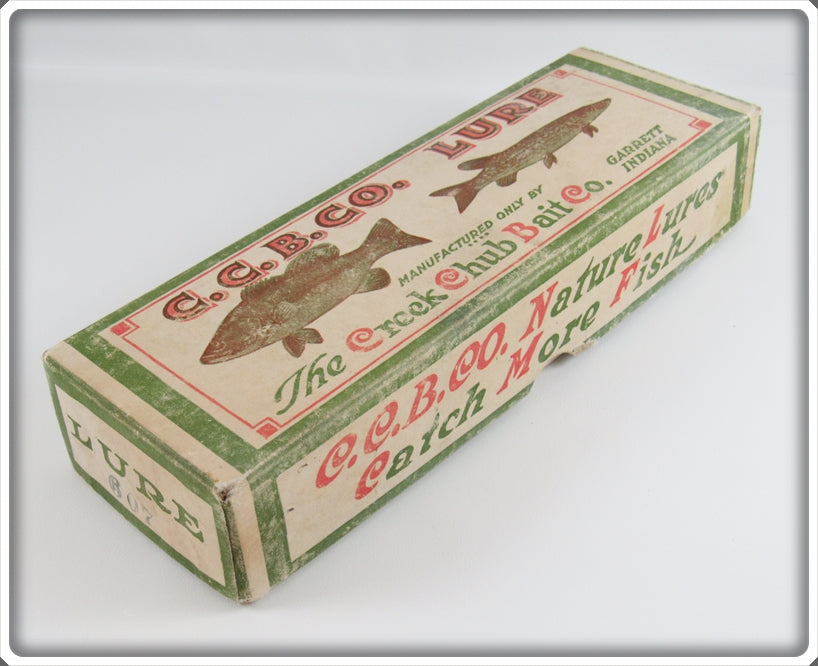 C.C.B.CO. LURE
MANUFACTURED ONLY BY
The Creek Chub Bait Co.
GARRETT
INDIANA
C.C.B.CO. Nature Lures
Catch More Fish
LURE
607